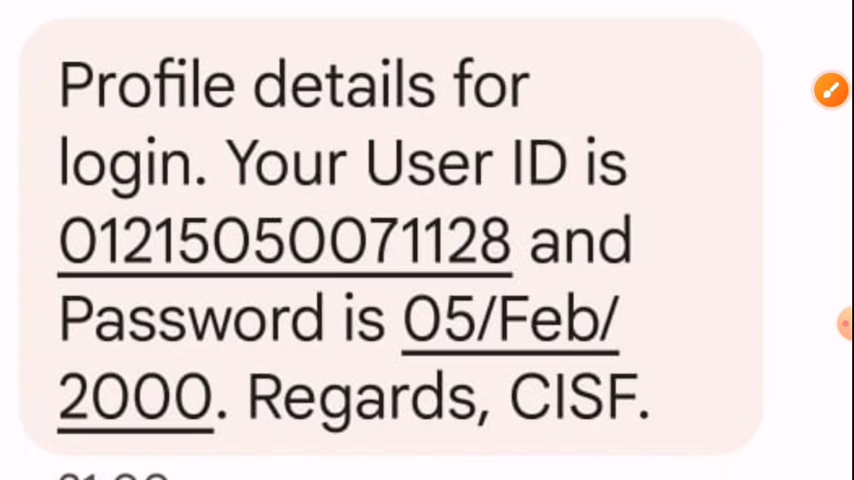 Profile details for
login. Your User ID is
01215050071128 and
Password is 05/Feb/
2000. Regards, CISF.